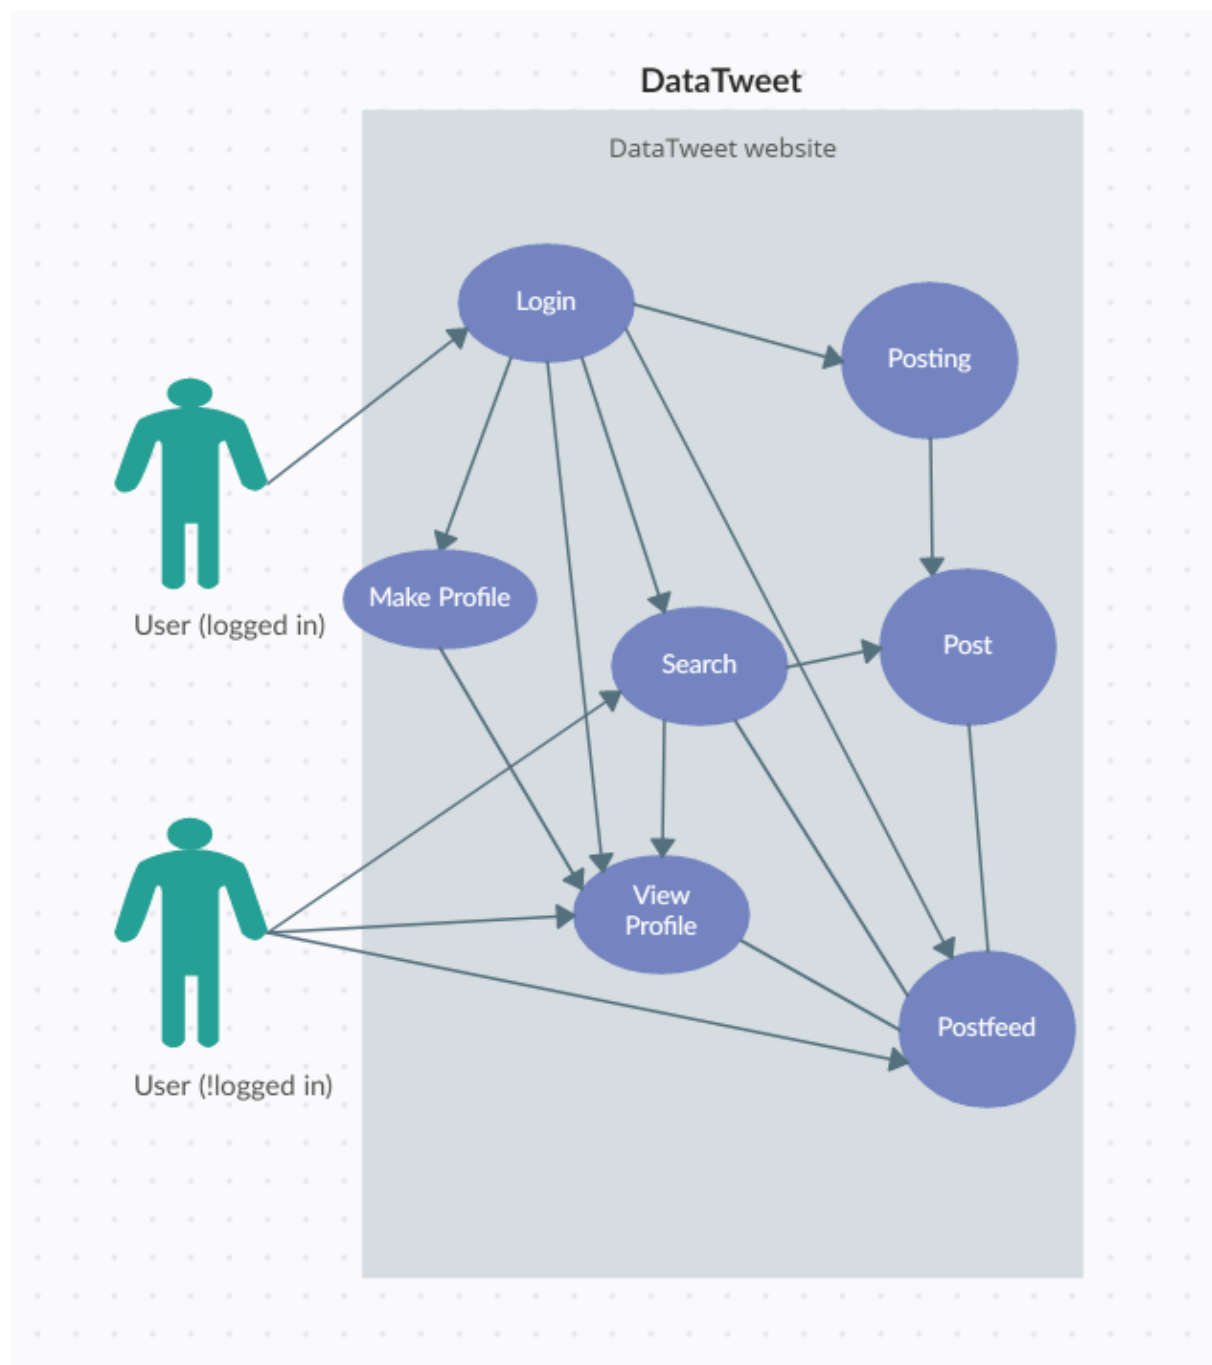 DataTweet
DataTweet website
Login
Posting
User (logged in)
Make Profile
Search
Post
View
Profile
Postfeed
User (!logged in)